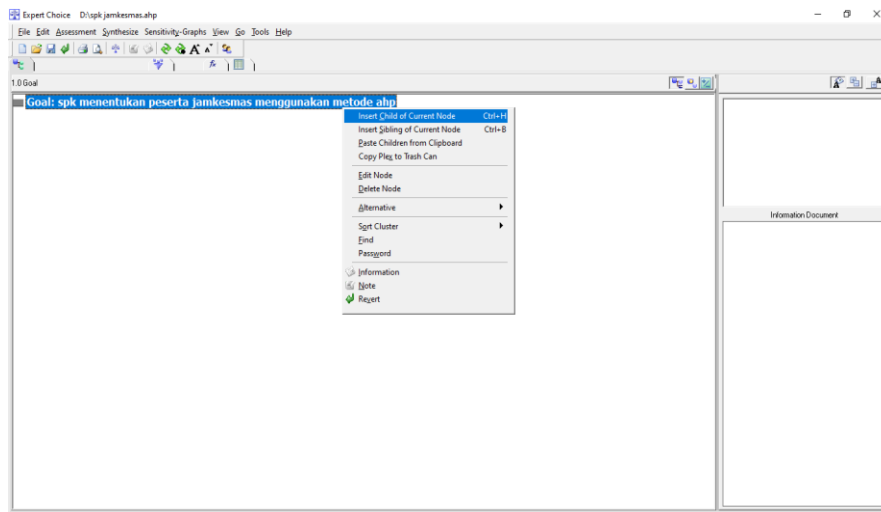 Expert Choice D:\spk jamkesmas.ahp
File Edit Assessment Synthesize Sensitivity-Graphs View Go Tools Help
1.0 Goal
Goal: spk menentukan peserta jamkesmas menggunakan metode ahp
Insert Child of Current Node Ctrl+H
Insert Sibling of Current Node Ctrl+B
Paste Children from Clipboard
Copy Plex to Trash Can
Edit Node
Delete Node
Alternative
Information Document
Sort Cluster
Find
Password
Information
Note
Revert